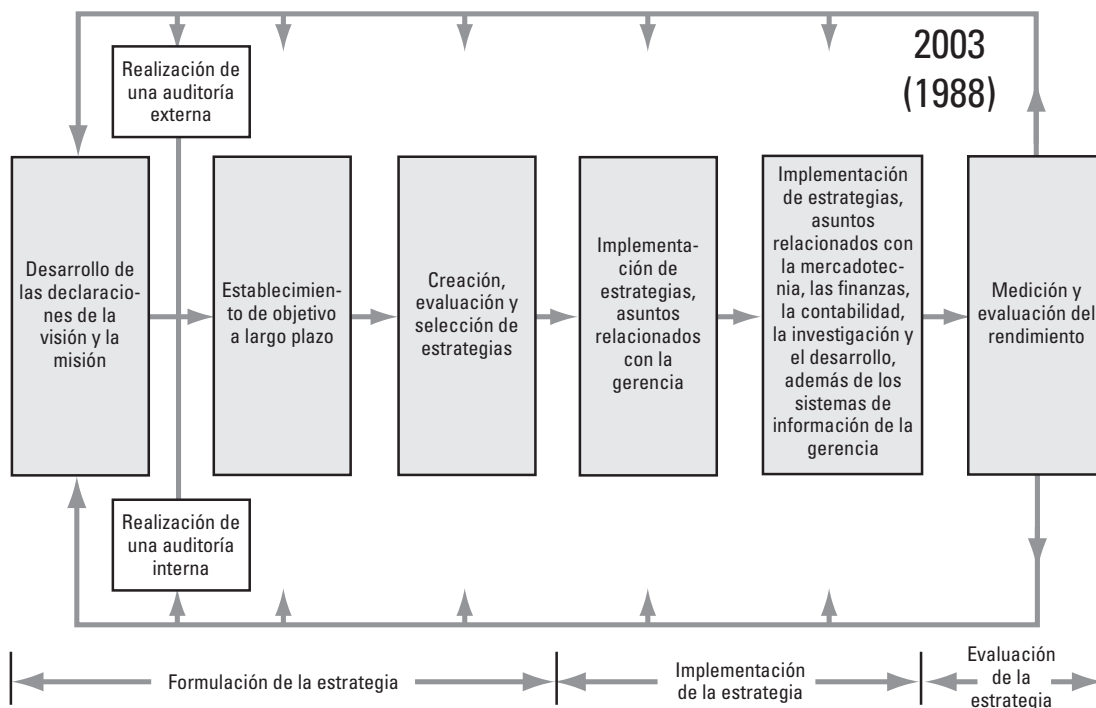 2003
(1988)
Realización de
una auditoría
externa
Desarrollo de
las declaracio-
nes de la
visión y la
misión
Establecimien-
to de objetivo
a largo plazo
Creación,
evaluación y
selección de
estrategias
Implementa-
ción de
estrategias,
asuntos
relacionados
con la
gerencia
Implementación
de estrategias,
asuntos
relacionados con
la mercadotec-
nia, las finanzas,
la contabilidad,
la investigación y
el desarrollo,
además de los
sistemas de
información de la
gerencia
Medición y
evaluación del
rendimiento
Realización de
una auditoría
interna
Formulación de la estrategia
Implementación
de la estrategia
Evaluación
de la
estrategia